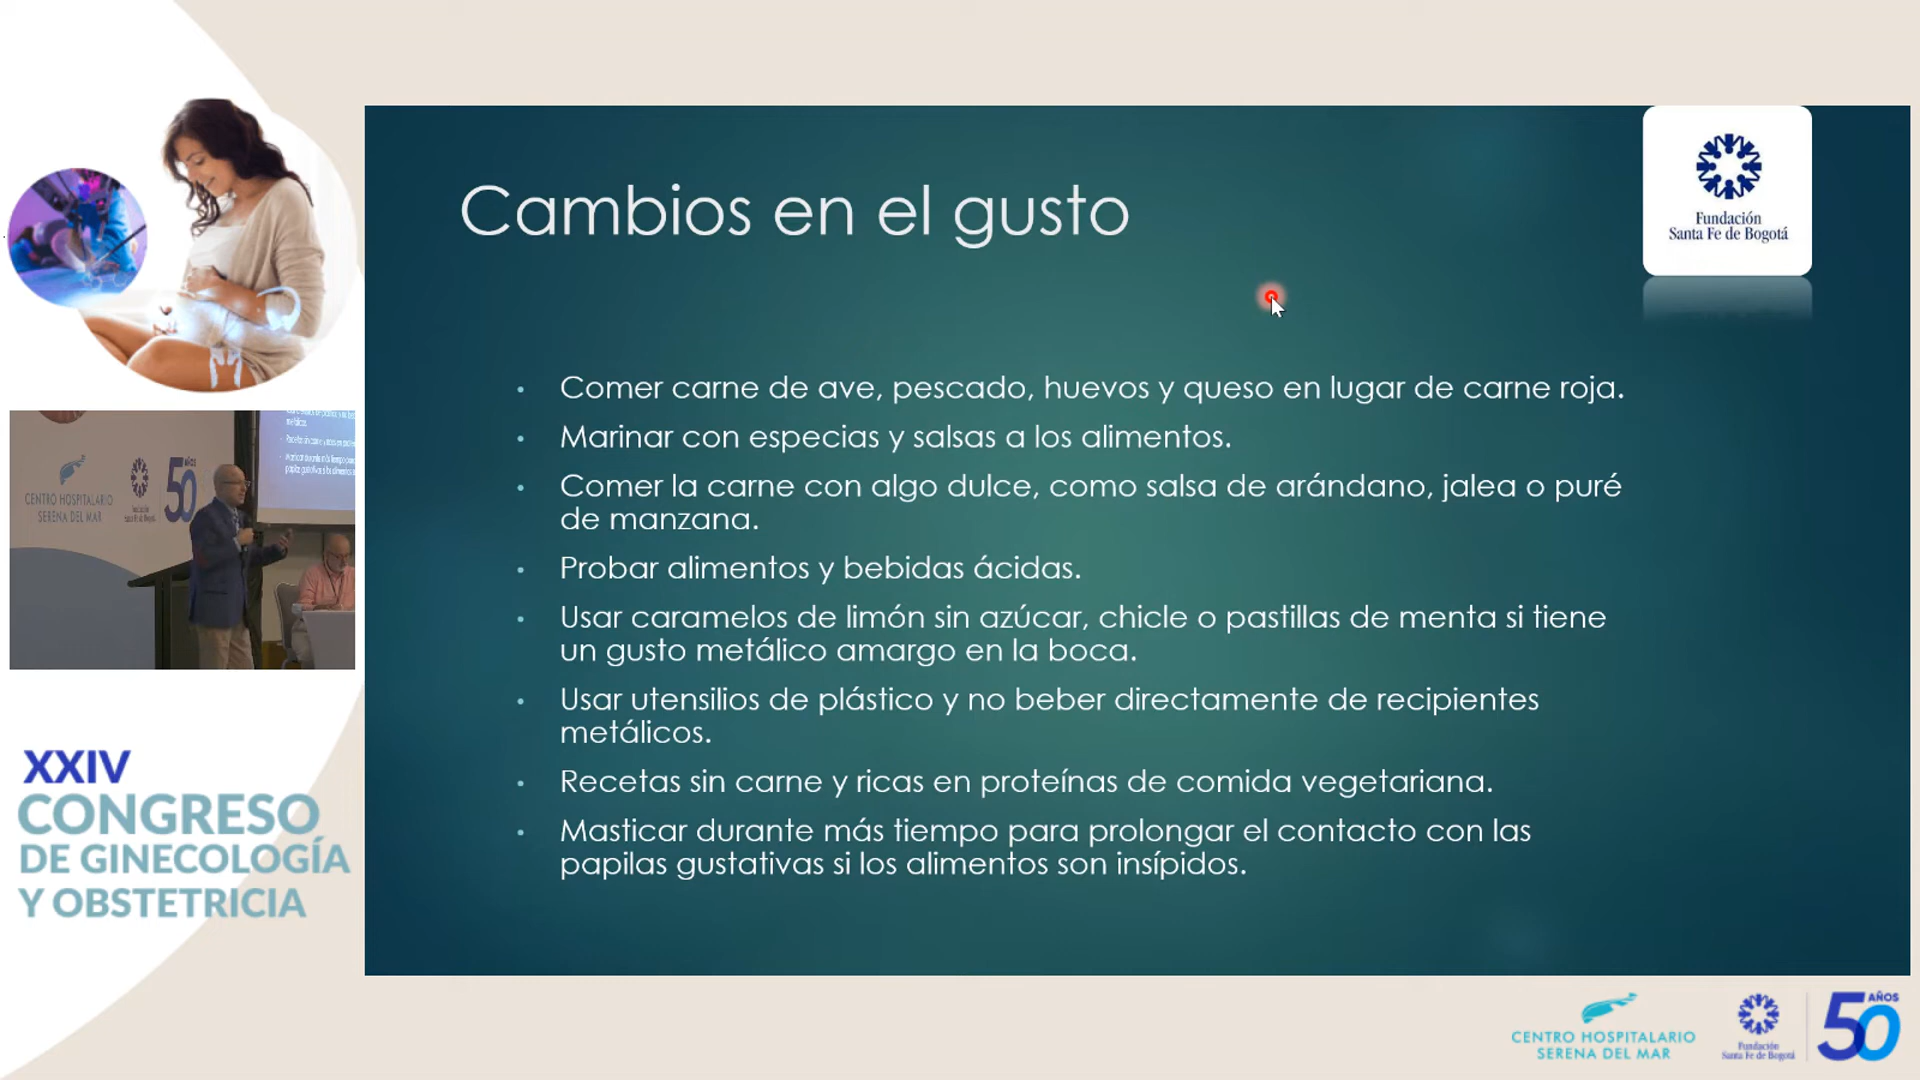 Cambios en el gusto
Fundación
Santa Fe de Bogotá
• Comer carne de ave, pescado, huevos y queso en lugar de carne roja.
• Marinar con especias y salsas a los alimentos.
• Comer la carne con algo dulce, como salsa de arándano, jalea o puré
de manzana.
• Probar alimentos y bebidas ácidas.
• Usar caramelos de limón sin azúcar, chicle o pastillas de menta si tiene
un gusto metálico amargo en la boca.
• Usar utensilios de plástico y no beber directamente de recipientes
metálicos.
• Recetas sin carne y ricas en proteínas de comida vegetariana.
• Masticar durante más tiempo para prolongar el contacto con las
papilas gustativas si los alimentos son insípidos.
CENTRO HOSPITALARIO
SERENA DEL MAR
50
XXIV
CONGRESO
DE GINECOLOGÍA
Y OBSTETRICIA
CENTRO HOSPITALARIO
SERENA DEL MAR
Fundación
Santa Fe de Bogotá
50 AÑOS